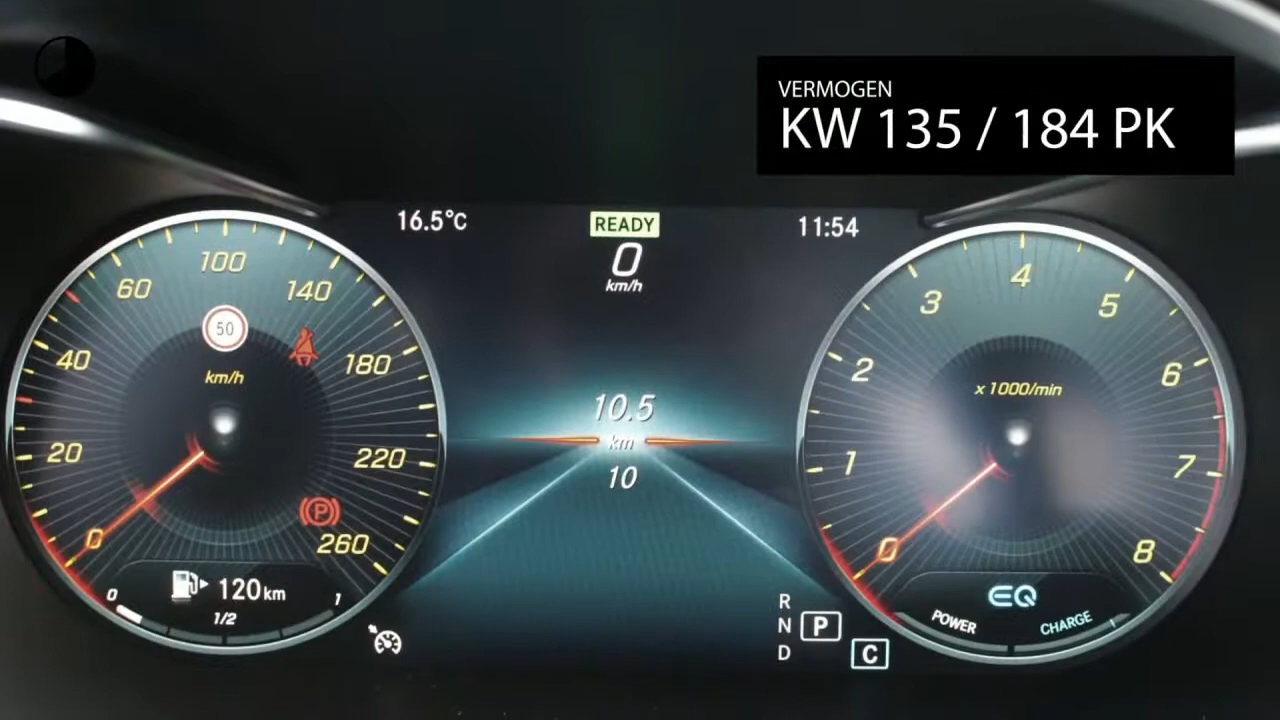 VERMOGEN
KW 135 / 184 PK
16.5°C
READY
11:54
0
km/h
100
60
140
50
40
180
km/h
20
220
P
0
260
120 km
0
1/2
1
10.5
km
10
4
3
5
2
6
x 1000/min
1
7
0
8
EQ
POWER
CHARGE
R
N
P
D
C